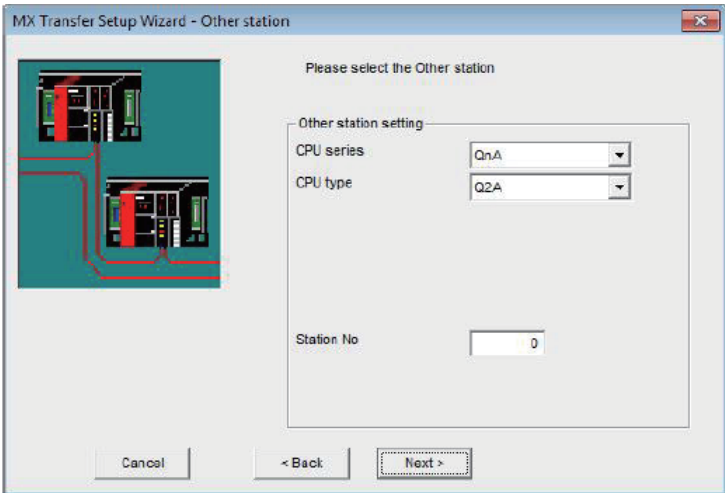 MX Transfer Setup Wizard - Other station
Please select the Other station
Other station setting
CPU series QnA
CPU type Q2A
Station No 0
Cancel < Back Next >